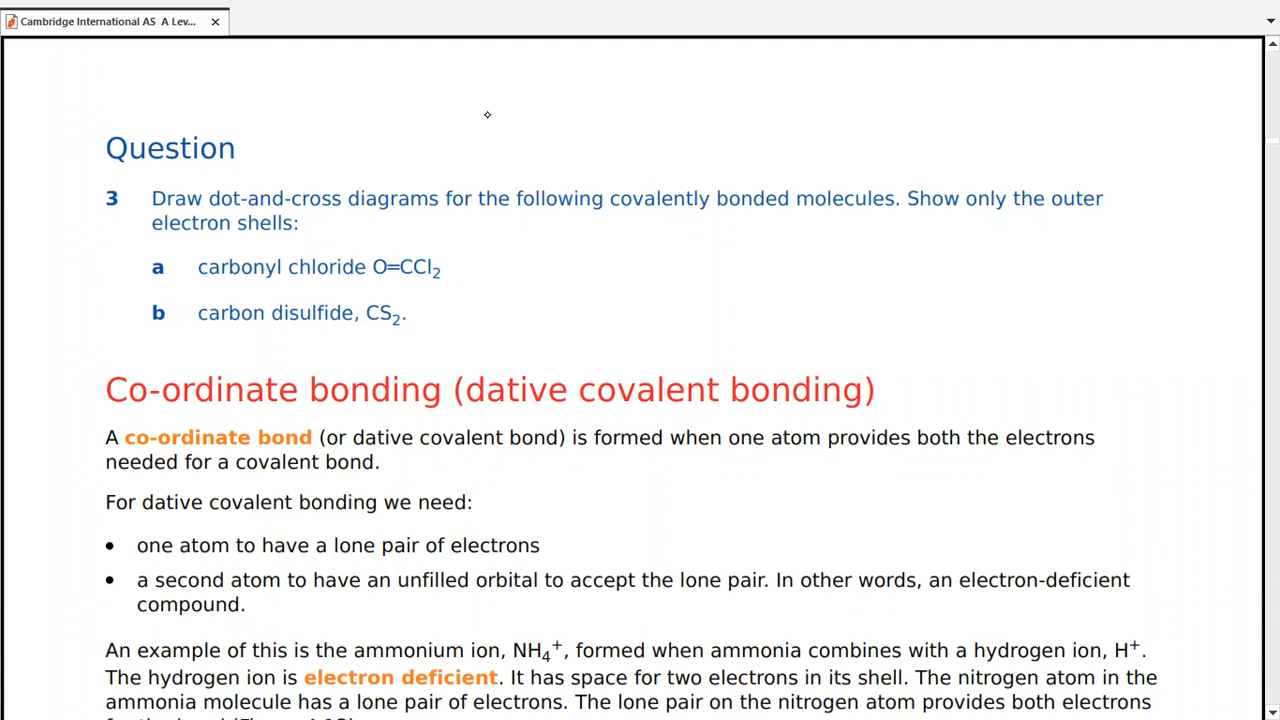 Cambridge International AS A Lev...
Question
3 Draw dot-and-cross diagrams for the following covalently bonded molecules. Show only the outer
electron shells:
a carbonyl chloride O=CCl₂
b carbon disulfide, CS₂.
Co-ordinate bonding (dative covalent bonding)
A co-ordinate bond (or dative covalent bond) is formed when one atom provides both the electrons
needed for a covalent bond.
For dative covalent bonding we need:
• one atom to have a lone pair of electrons
• a second atom to have an unfilled orbital to accept the lone pair. In other words, an electron-deficient
compound.
An example of this is the ammonium ion, NH₄⁺, formed when ammonia combines with a hydrogen ion, H⁺.
The hydrogen ion is electron deficient. It has space for two electrons in its shell. The nitrogen atom in the
ammonia molecule has a lone pair of electrons. The lone pair on the nitrogen atom provides both electrons